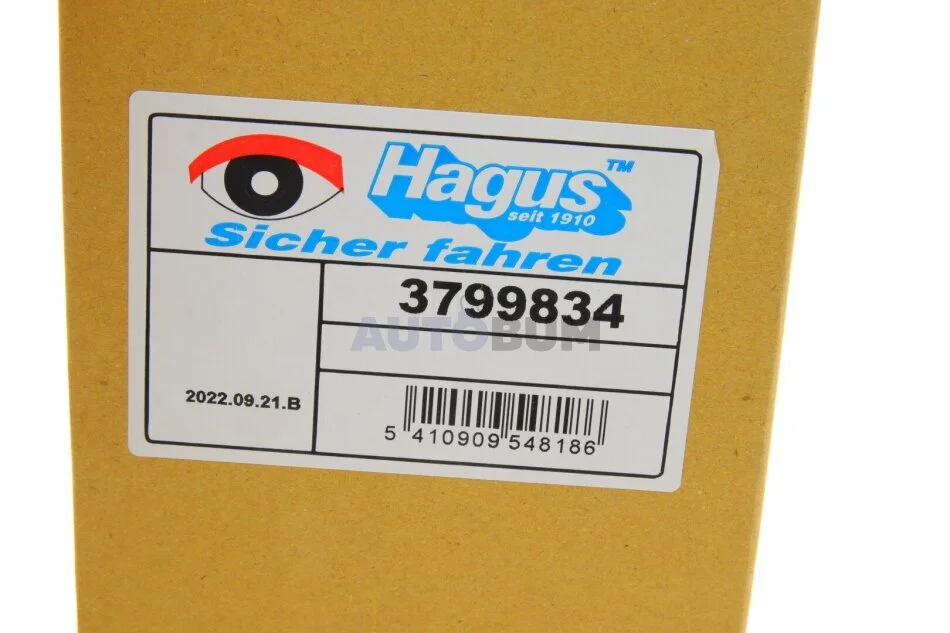 Hagus™
seit 1910
Sicher fahren
3799834
AUTOBUM
2022.09.21.B
5 410909 548186